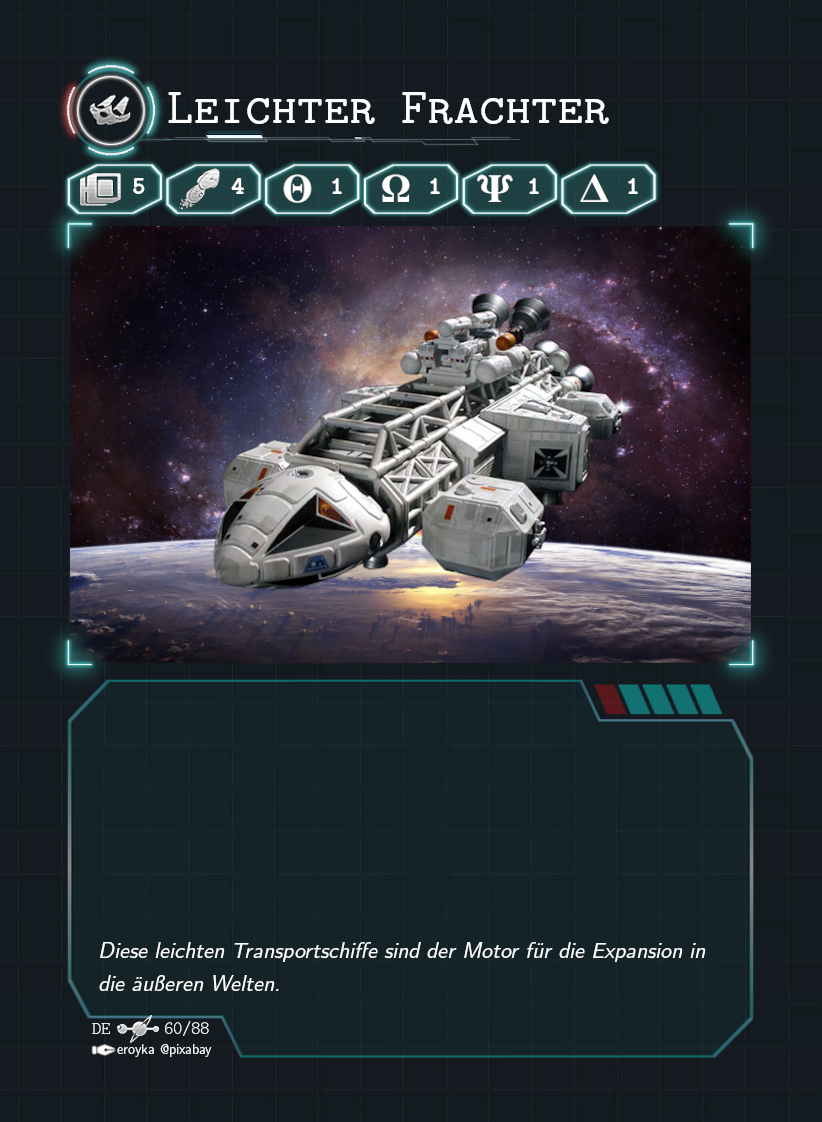 Leichter Frachter
5 4 Θ 1 Ω 1 Ψ 1 Δ 1
Diese leichten Transportschiffe sind der Motor für die Expansion in
die äußeren Welten.
DE 60/88
eroyka @pixabay